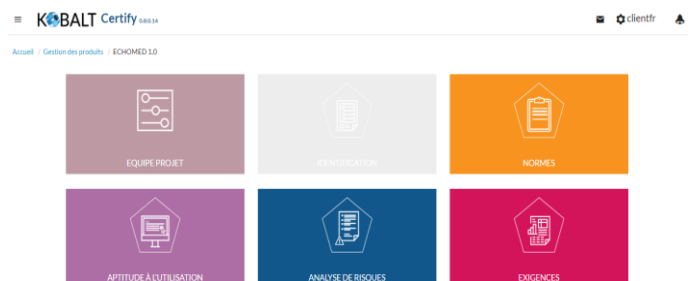 KOBALT Certify 0.8.0.14
clientfr
Accueil / Gestion des produits / ECHOMED 1.0
EQUIPE PROJET
IDENTIFICATION
NORMES
APTITUDE À L'UTILISATION
ANALYSE DE RISQUES
EXIGENCES